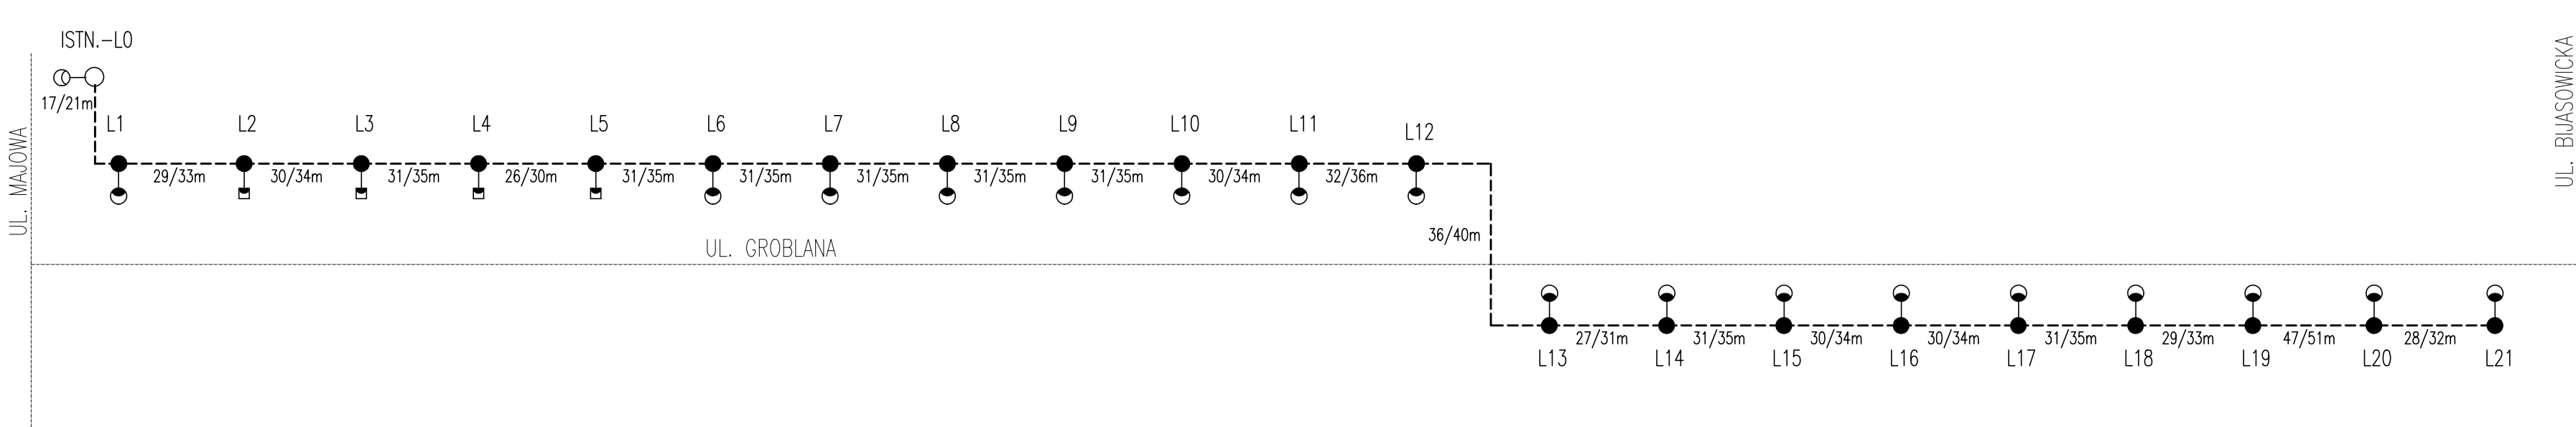 ISTN.-L0
17/21m
UL. MAJOWA
UL. BIJASOWICKA
L1 L2 L3 L4 L5 L6 L7 L8 L9 L10 L11 L12
29/33m 30/34m 31/35m 26/30m 31/35m 31/35m 31/35m 31/35m 31/35m 30/34m 32/36m
36/40m
UL. GROBLANA
27/31m 31/35m 30/34m 30/34m 31/35m 29/33m 47/51m 28/32m
L13 L14 L15 L16 L17 L18 L19 L20 L21